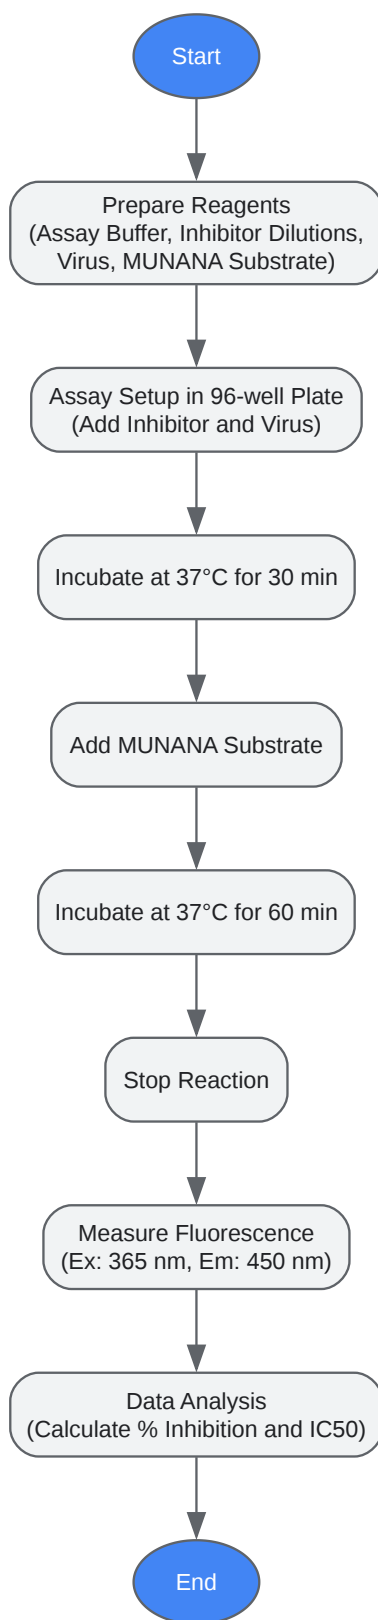 Start
Prepare Reagents
(Assay Buffer, Inhibitor Dilutions,
Virus, MUNANA Substrate)
Assay Setup in 96-well Plate
(Add Inhibitor and Virus)
Incubate at 37°C for 30 min
Add MUNANA Substrate
Incubate at 37°C for 60 min
Stop Reaction
Measure Fluorescence
(Ex: 365 nm, Em: 450 nm)
Data Analysis
(Calculate % Inhibition and IC50)
End